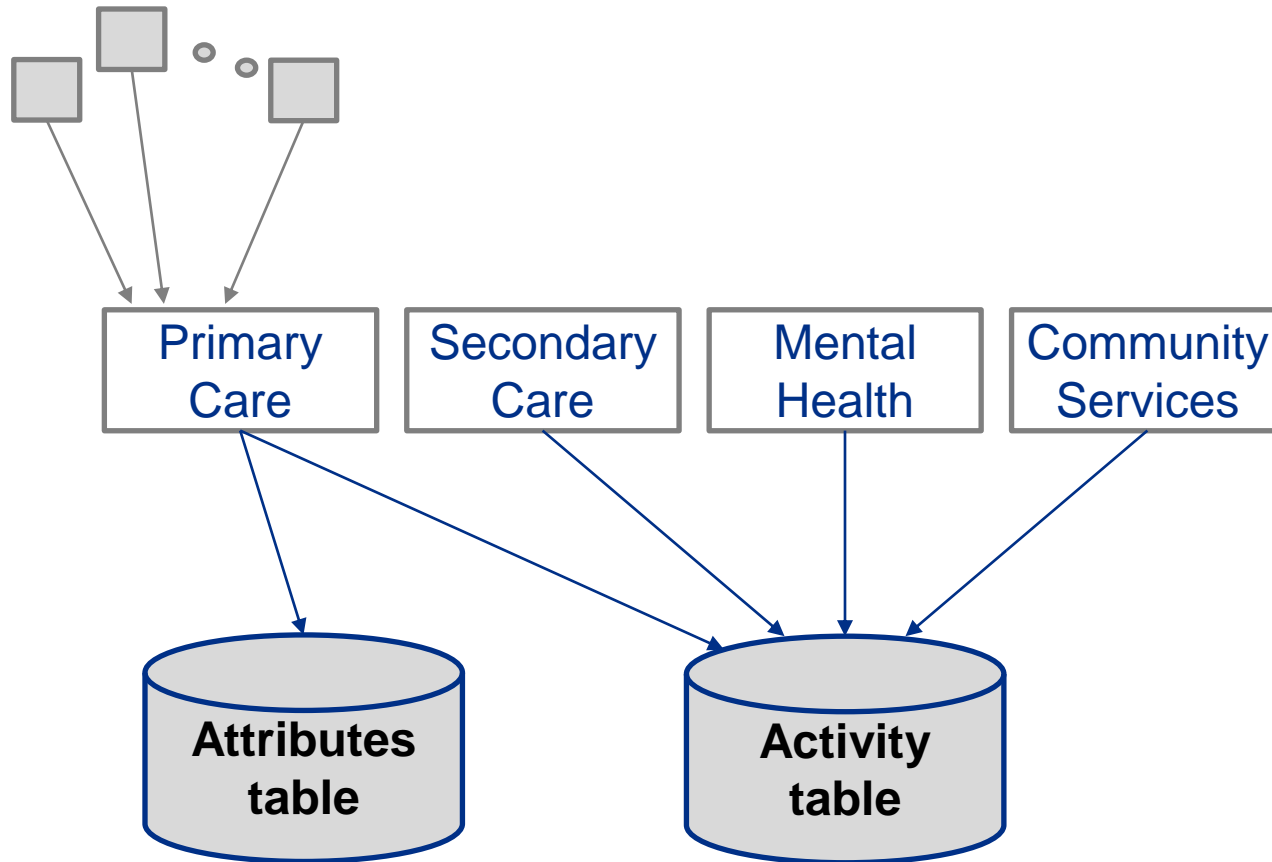 Primary
Care
Secondary
Care
Mental
Health
Community
Services
Attributes
table
Activity
table